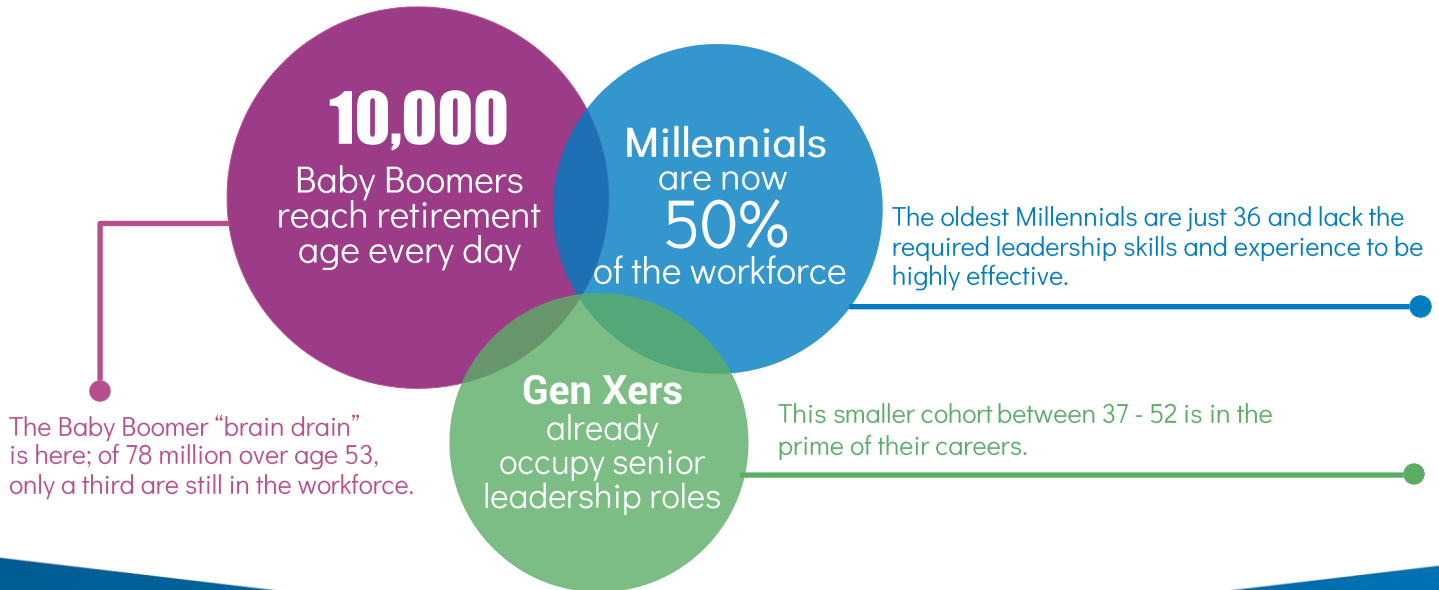 10,000
Baby Boomers
reach retirement
age every day
Millennials
are now
50%
of the workforce
The oldest Millennials are just 36 and lack the
required leadership skills and experience to be
highly effective.
Gen Xers
already
occupy senior
leadership roles
This smaller cohort between 37 - 52 is in the
prime of their careers.
The Baby Boomer “brain drain”
is here; of 78 million over age 53,
only a third are still in the workforce.